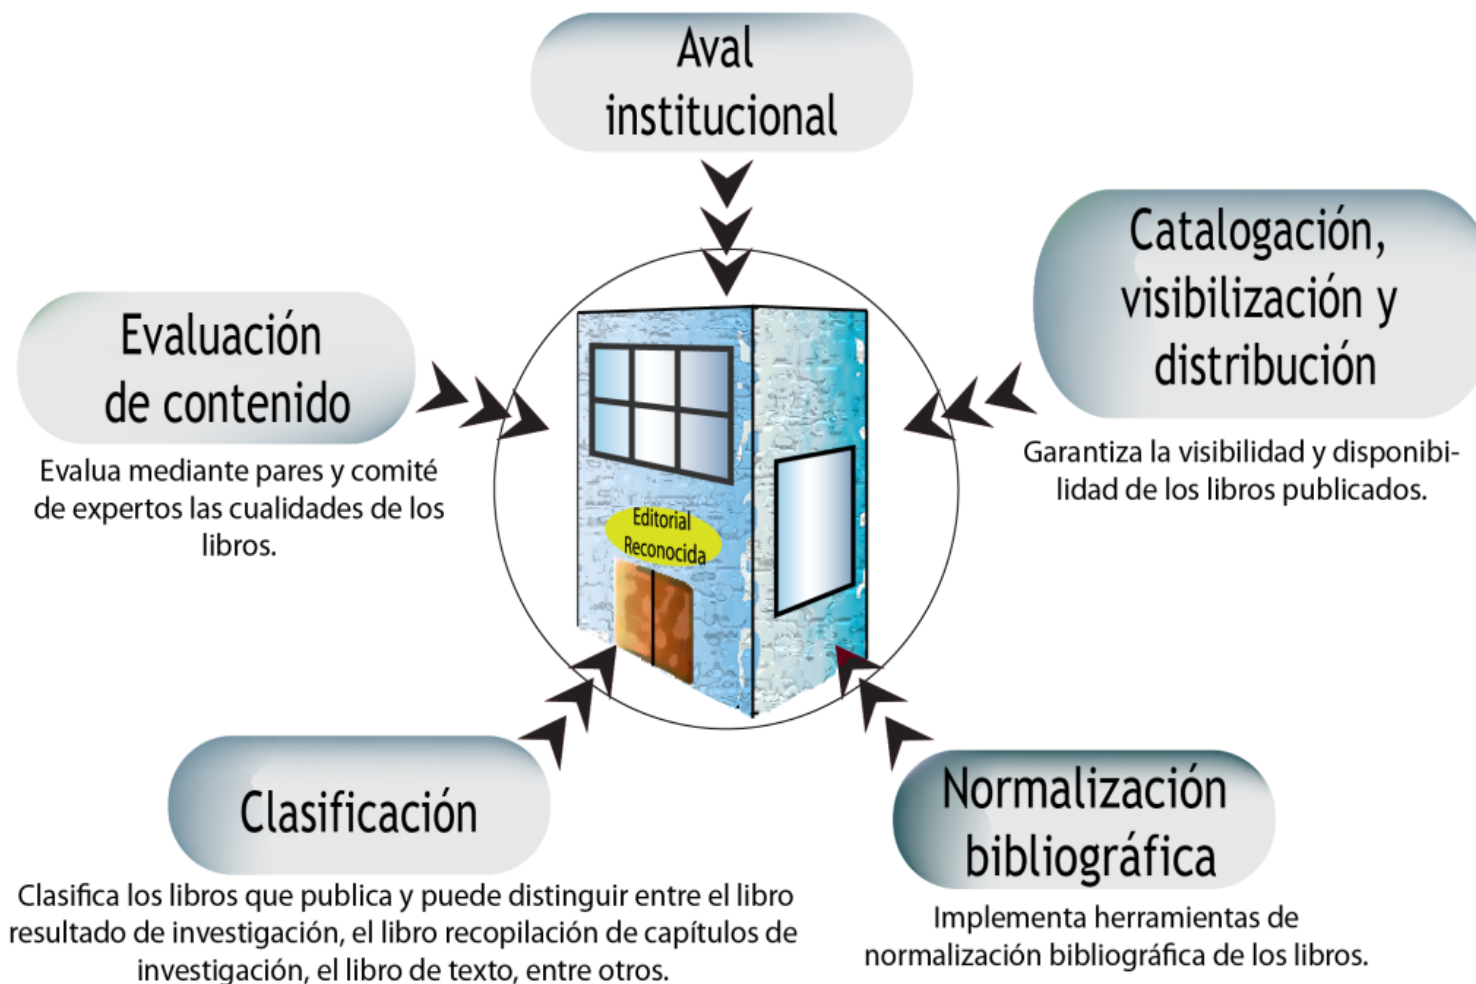 Aval
institucional
Catalogación,
visibilización y
distribución
Garantiza la visibilidad y disponibi-
lidad de los libros publicados.
Evaluación
de contenido
Evalua mediante pares y comité
de expertos las cualidades de los
libros.
Editorial
Reconocida
Clasificación
Clasifica los libros que publica y puede distinguir entre el libro
resultado de investigación, el libro recopilación de capítulos de
investigación, el libro de texto, entre otros.
Normalización
bibliográfica
Implementa herramientas de
normalización bibliográfica de los libros.